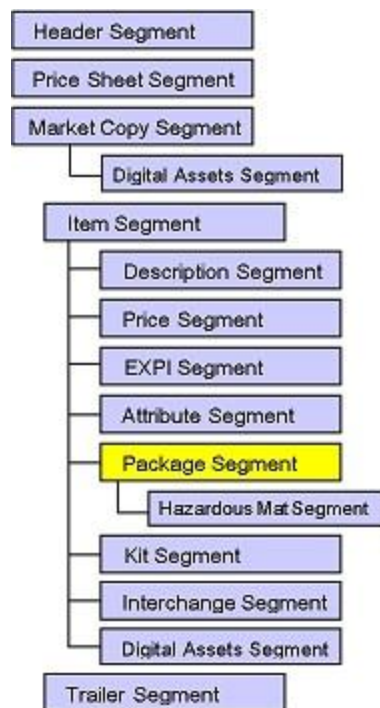 Header Segment
Price Sheet Segment
Market Copy Segment
Digital Assets Segment
Item Segment
Description Segment
Price Segment
EXPI Segment
Attribute Segment
Package Segment
Hazardous Mat Segment
Kit Segment
Interchange Segment
Digital Assets Segment
Trailer Segment